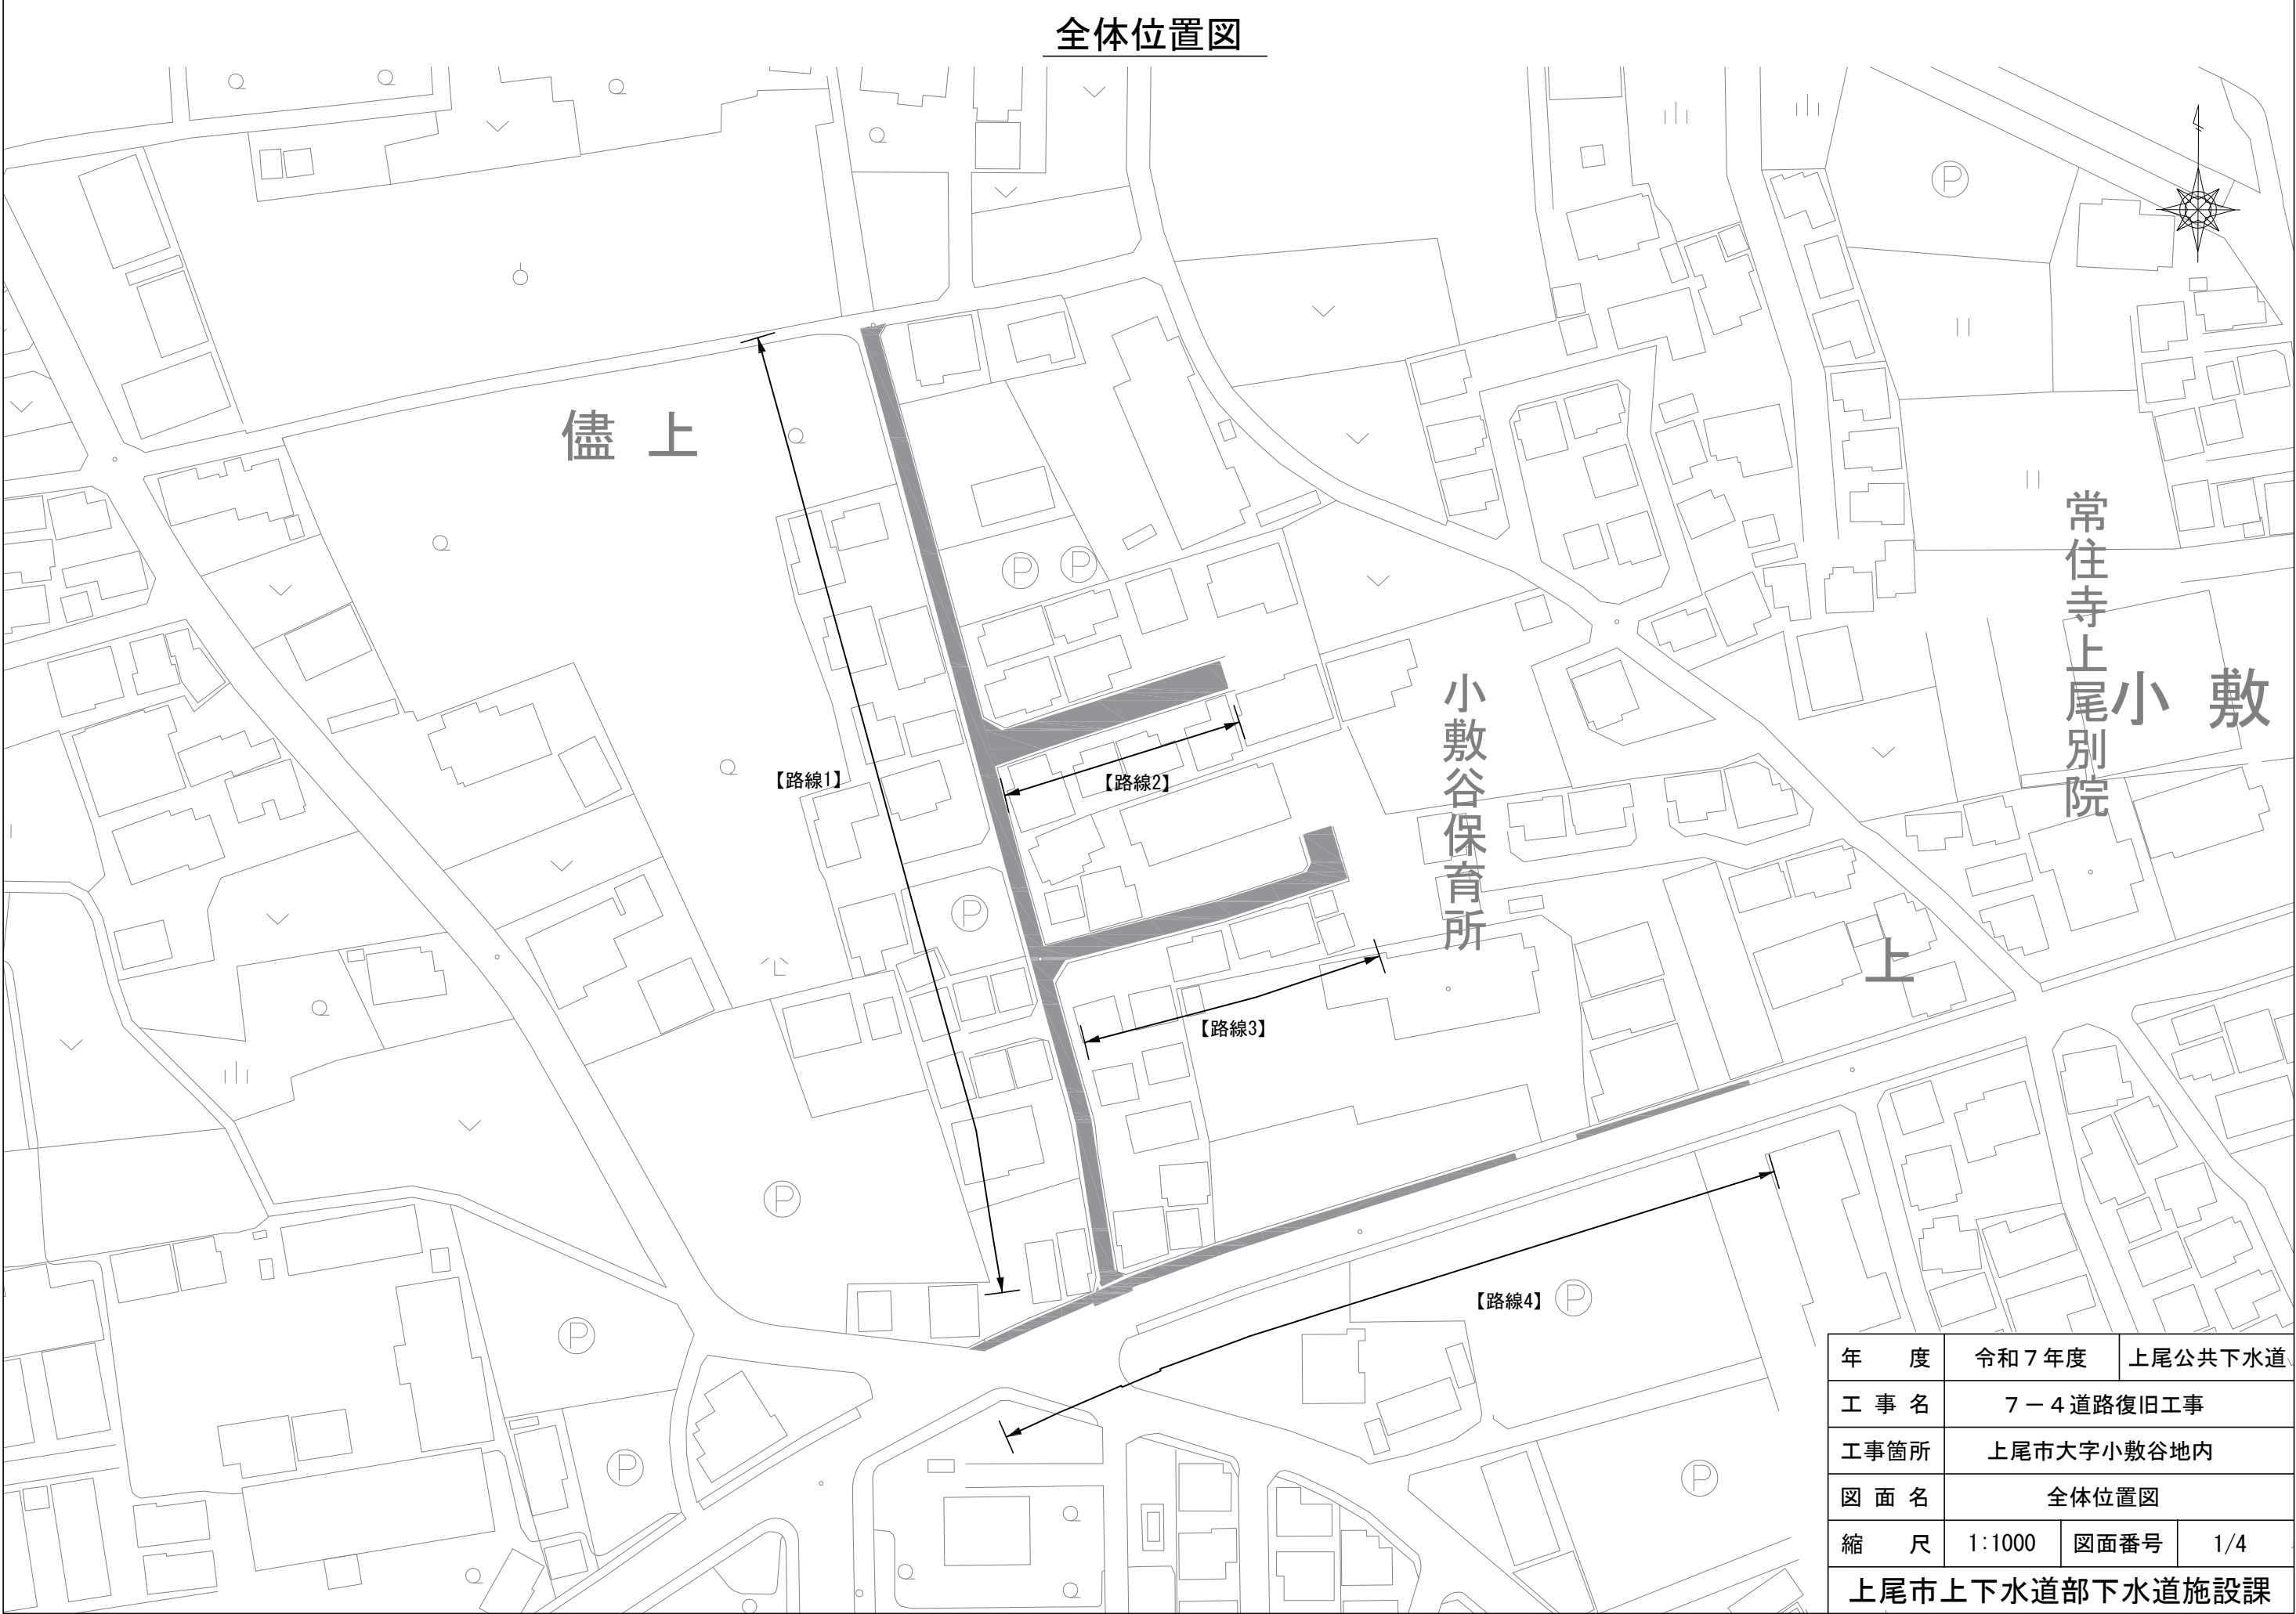 全体位置図
儘上
【路線1】
【路線2】
【路線3】
【路線4】
小敷谷保育所
常住寺上尾別院
小敷
上
P
P
P
P
P
P
P
P
P
年度 令和7年度 上尾公共下水道
工事名 7-4道路復旧工事
工事箇所 上尾市大字小敷谷地内
図面名 全体位置図
縮尺 1:1000 図面番号 1/4
上尾市上下水道部下水道施設課